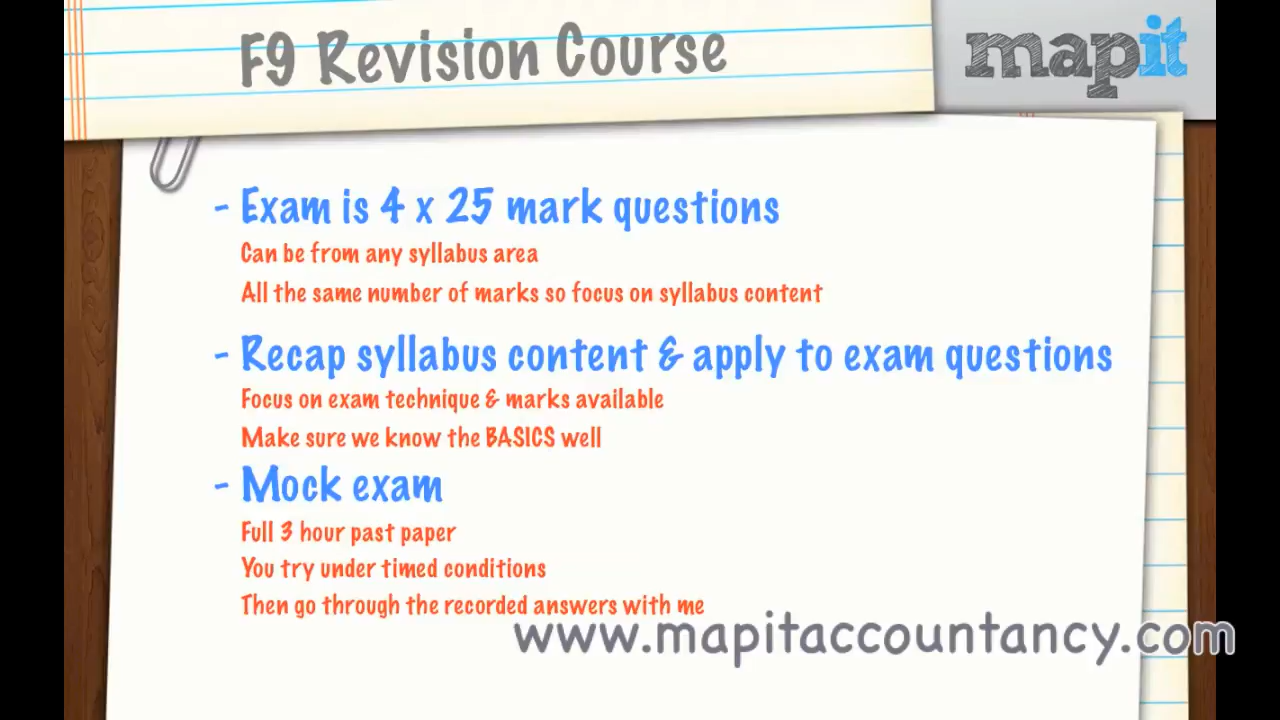 F9 Revision Course
mapit
- Exam is 4 x 25 mark questions
Can be from any syllabus area
All the same number of marks so focus on syllabus content
- Recap syllabus content & apply to exam questions
Focus on exam technique & marks available
Make sure we know the BASICS well
- Mock exam
Full 3 hour past paper
You try under timed conditions
Then go through the recorded answers with me
www.mapitaccountancy.com